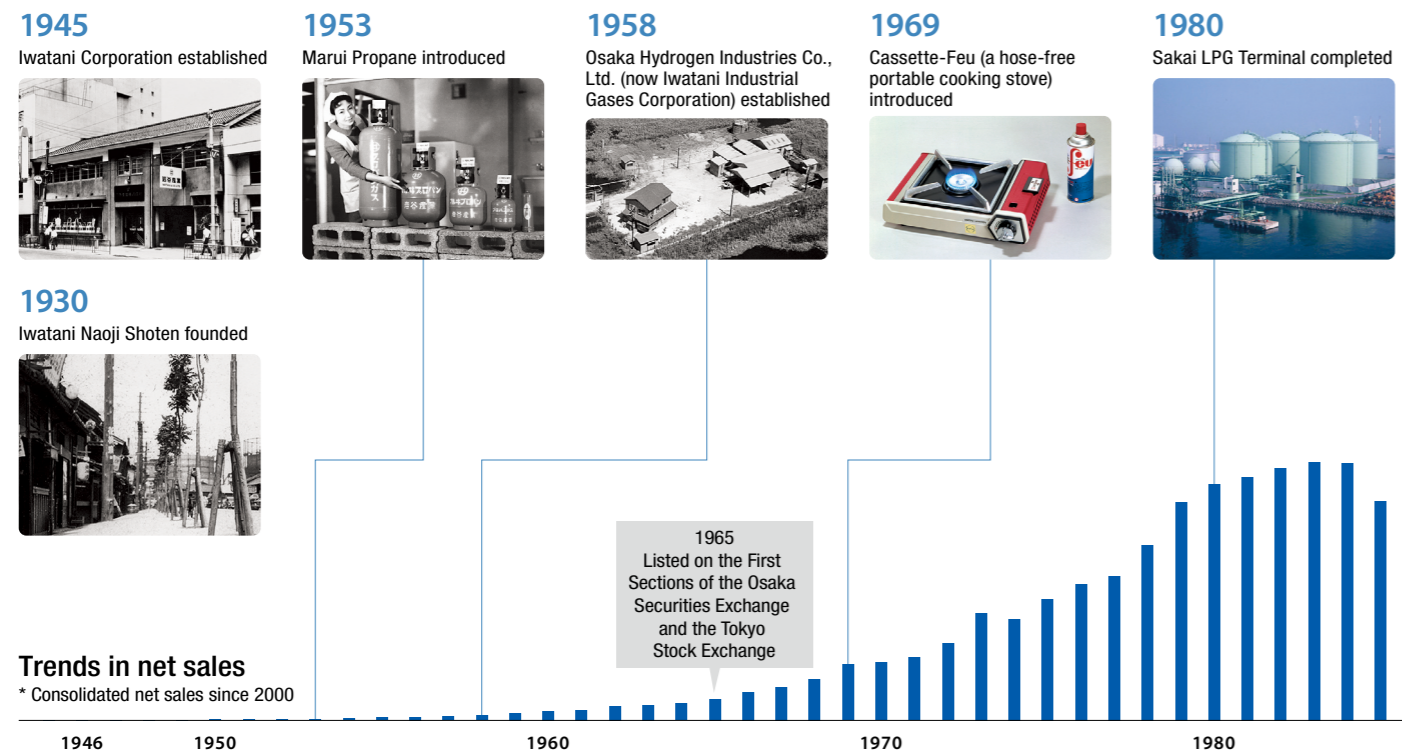 1945
Iwatani Corporation established
1953
Marui Propane introduced
1958
Osaka Hydrogen Industries Co.,
Ltd. (now Iwatani Industrial
Gases Corporation) established
1969
Cassette-Feu (a hose-free
portable cooking stove)
introduced
feu
1980
Sakai LPG Terminal completed
1930
Iwatani Naoji Shoten founded
1965
Listed on the First
Sections of the Osaka
Securities Exchange
and the Tokyo
Stock Exchange
Trends in net sales
* Consolidated net sales since 2000
1946
1950
1960
1970
1980